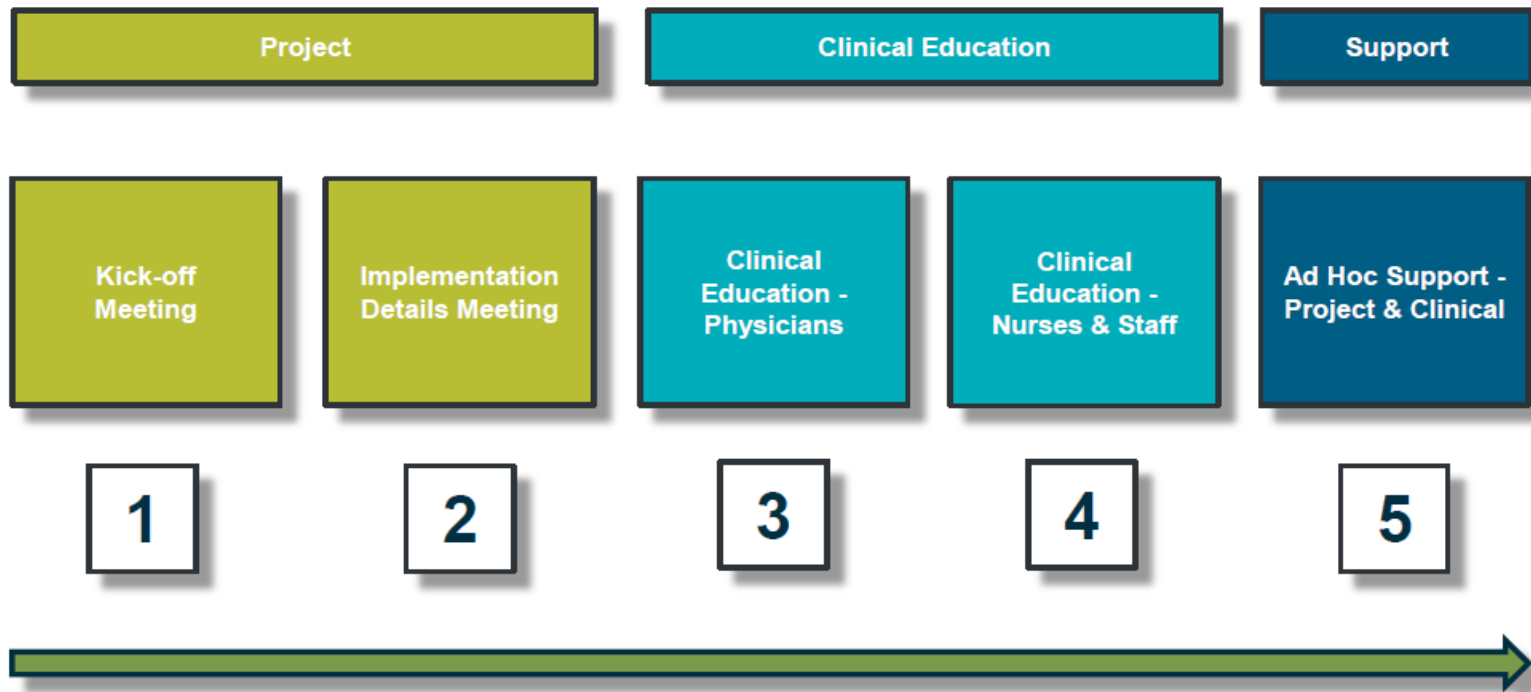 Project
Clinical Education
Support
Kick-off
Meeting
Implementation
Details Meeting
Clinical
Education -
Physicians
Clinical
Education -
Nurses & Staff
Ad Hoc Support -
Project & Clinical
1
2
3
4
5